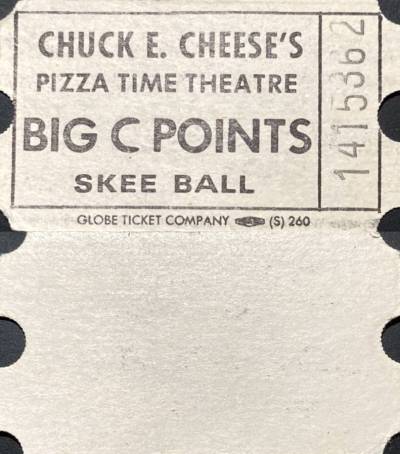 CHUCK E. CHEESE'S
PIZZA TIME THEATRE
BIG C POINTS
SKEE BALL
1415362
GLOBE TICKET COMPANY (S) 260